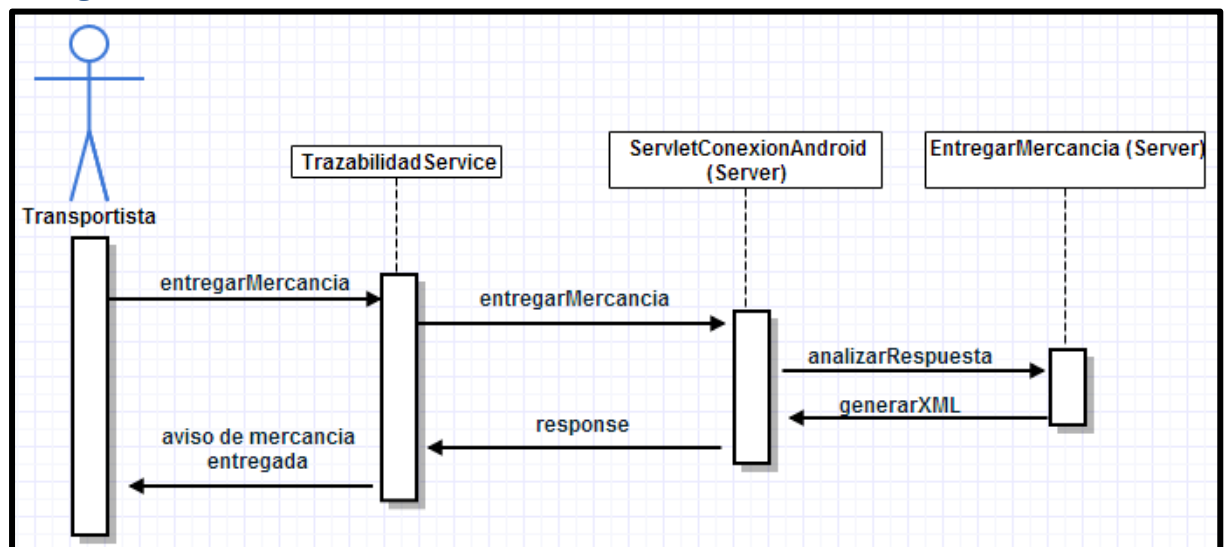 ServletConexionAndroid
(Server)
EntregarMercancia (Server)
TrazabilidadService
Transportista
entregarMercancia
entregarMercancia
analizarRespuesta
generarXML
response
aviso de mercancia
entregada